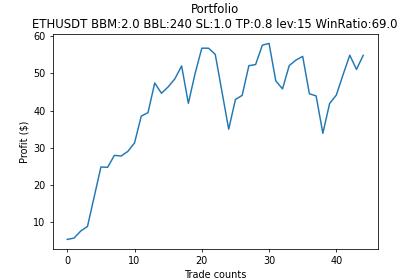 Portfolio
ETHUSDT BBM:2.0 BBL:240 SL:1.0 TP:0.8 lev:15 WinRatio:69.0
60
50
40
30
20
10
Profit ($)
0
10
20
30
40
Trade counts